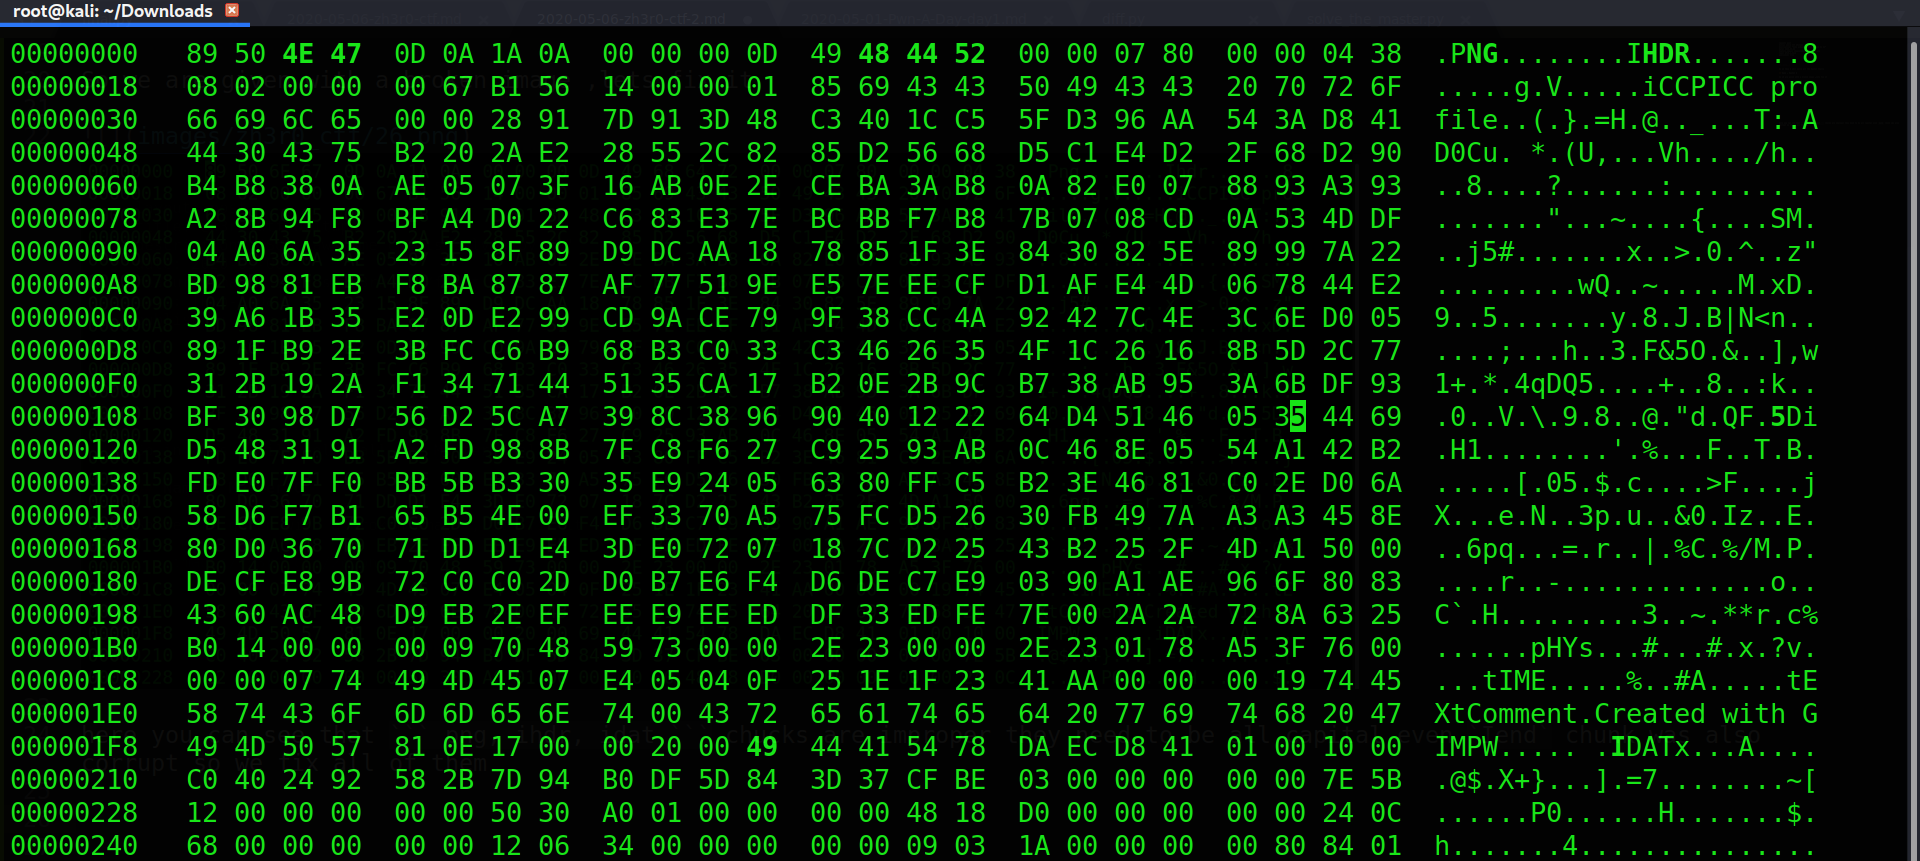 root@kali: ~/Downloads
00000000 89 50 4E 47 0D 0A 1A 0A 00 00 00 0D 49 48 44 52 00 00 07 80 00 00 04 38 .PNG........IHDR.......8
00000018 08 02 00 00 00 67 B1 56 14 00 00 01 85 69 43 43 50 49 43 43 20 70 72 6F .....g.V.....iCCPICC pro
00000030 66 69 6C 65 00 00 28 91 7D 91 3D 48 C3 40 1C C5 5F D3 96 AA 54 3A D8 41 file..(.}.=H.@.._...T:.A
00000048 44 30 43 75 B2 20 2A E2 28 55 2C 82 85 D2 56 68 D5 C1 E4 D2 2F 68 D2 90 D0Cu. *.(U,...Vh..../h..
00000060 B4 B8 38 0A AE 05 07 3F 16 AB 0E 2E CE BA 3A B8 0A 82 E0 07 88 93 A3 93 ..8....?......:.........
00000078 A2 8B 94 F8 BF A4 D0 22 C6 83 E3 7E BC BB F7 B8 7B 07 08 CD 0A 53 4D DF ......."...~....{....SM.
00000090 04 A0 6A 35 23 15 8F 89 D9 DC AA 18 78 85 1F 3E 84 30 82 5E 89 99 7A 22 ..j5#.......x..>.0.^..z"
000000A8 BD 98 81 EB F8 BA 87 87 AF 77 51 9E E5 7E EE CF D1 AF E4 4D 06 78 44 E2 .........wQ..~.....M.xD.
000000C0 39 A6 1B 35 E2 0D E2 99 CD 9A CE 79 9F 38 CC 4A 92 42 7C 4E 3C 6E D0 05 9..5.......y.8.J.B|N<n..
000000D8 89 1F B9 2E 3B FC C6 B9 68 B3 C0 33 C3 46 26 35 4F 1C 26 16 8B 5D 2C 77 ....;...h..3.F&5O.&..],w
000000F0 31 2B 19 2A F1 34 71 44 51 35 CA 17 B2 0E 2B 9C B7 38 AB 95 3A 6B DF 93 1+.*.4qDQ5....+..8..:k..
00000108 BF 30 98 D7 56 D2 5C A7 39 8C 38 96 90 40 12 22 64 D4 51 46 05 35 44 69 .0..V.\.9.8..@."d.QF.5Di
00000120 D5 48 31 91 A2 FD 98 8B 7F C8 F6 27 C9 25 93 AB 0C 46 8E 05 54 A1 42 B2 .H1........'.%...F..T.B.
00000138 FD E0 7F F0 BB 5B B3 30 35 E9 24 05 63 80 FF C5 B2 3E 46 81 C0 2E D0 6A .....[.05.$.c....>F....j
00000150 58 D6 F7 B1 65 B5 4E 00 EF 33 70 A5 75 FC D5 26 30 FB 49 7A A3 A3 45 8E X...e.N..3p.u..&0.Iz..E.
00000168 80 D0 36 70 71 DD D1 E4 3D E0 72 07 18 7C D2 25 43 B2 25 2F 4D A1 50 00 ..6pq...=.r..|.%C.%/M.P.
00000180 DE CF E8 9B 72 C0 C0 2D D0 B7 E6 F4 D6 DE C7 E9 03 90 A1 AE 96 6F 80 83 ....r..-.............o..
00000198 43 60 AC 48 D9 EB 2E EF EE E9 EE ED DF 33 ED FE 7E 00 2A 2A 72 8A 63 25 C`.H.........3..~.**r.c%
000001B0 B0 14 00 00 00 09 70 48 59 73 00 00 2E 23 00 00 2E 23 01 78 A5 3F 76 00 ......pHYs...#...#.x.?v.
000001C8 00 00 07 74 49 4D 45 07 E4 05 04 0F 25 1E 1F 23 41 AA 00 00 00 19 74 45 ...tIME.....%..#A.....tE
000001E0 58 74 43 6F 6D 6D 65 6E 74 00 43 72 65 61 74 65 64 20 77 69 74 68 20 47 XtComment.Created with G
000001F8 49 4D 50 57 81 0E 17 00 00 20 00 49 44 41 54 78 DA EC D8 41 01 00 10 00 IMPW..... .IDATx...A....
00000210 C0 40 24 92 58 2B 7D 94 B0 DF 5D 84 3D 37 CF BE 03 00 00 00 00 00 7E 5B .@$.X+}...].=7........~[
00000228 12 00 00 00 00 50 30 A0 01 00 00 00 00 48 18 D0 00 00 00 00 00 24 0C ......P0......H.......$.
00000240 68 00 00 00 00 00 12 06 34 00 00 00 00 00 09 03 1A 00 00 00 00 80 84 01 h.......4...............